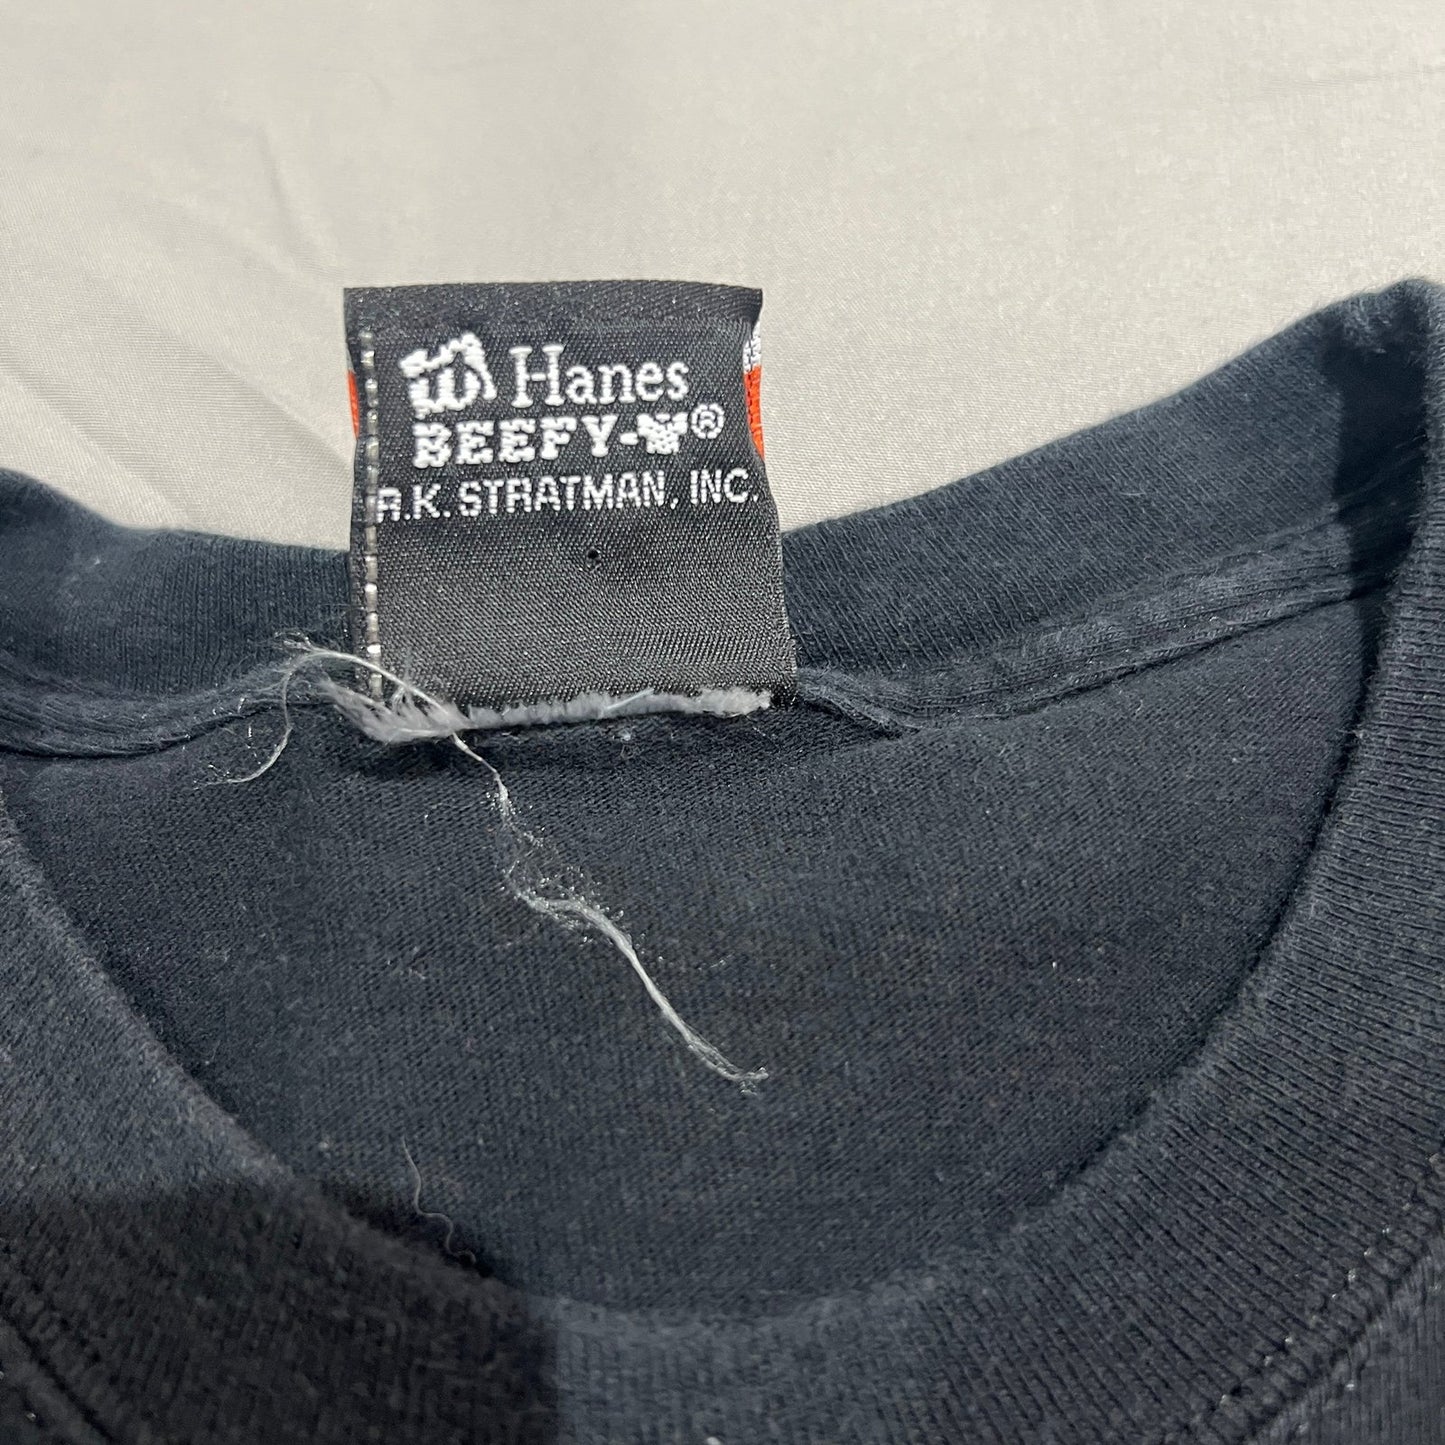 Hanes
BEEFY-T®
R.K. STRATMAN, INC.